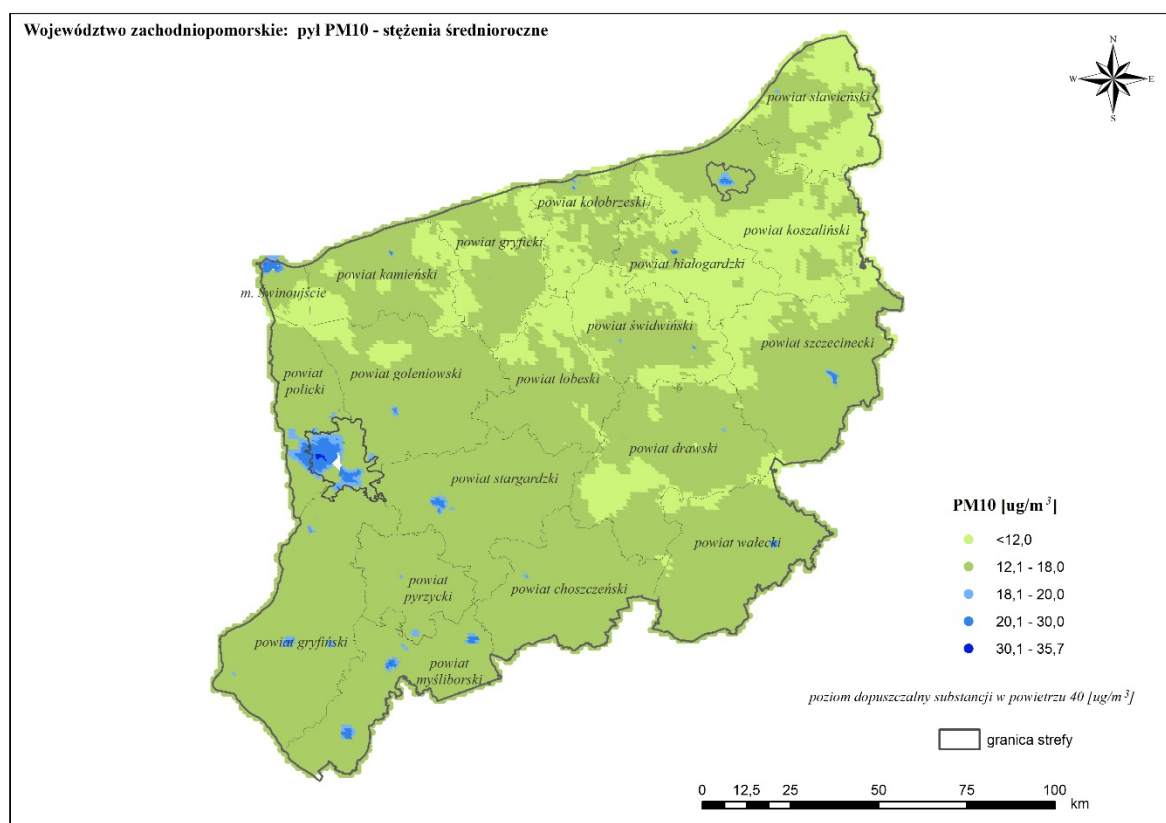 Województwo zachodniopomorskie: pył PM10 - stężenia średnioroczne
N
W
E
S
powiat sławieński
powiat kołobrzeski
powiat koszaliński
powiat gryficki
powiat białogardzki
powiat kamieński
m. Świnoujście
powiat świdwiński
powiat szczecinecki
powiat
policki
powiat goleniowski
powiat łobeski
powiat drawski
powiat stargardzki
powiat wałecki
powiat
pyrzycki
powiat choszczeński
powiat gryfiński
powiat
myśliborski
PM10 [ug/m³]
<12,0
12,1 - 18,0
18,1 - 20,0
20,1 - 30,0
30,1 - 35,7
poziom dopuszczalny substancji w powietrzu 40 [ug/m³]
granica strefy
0 12,5 25 50 75 100
km